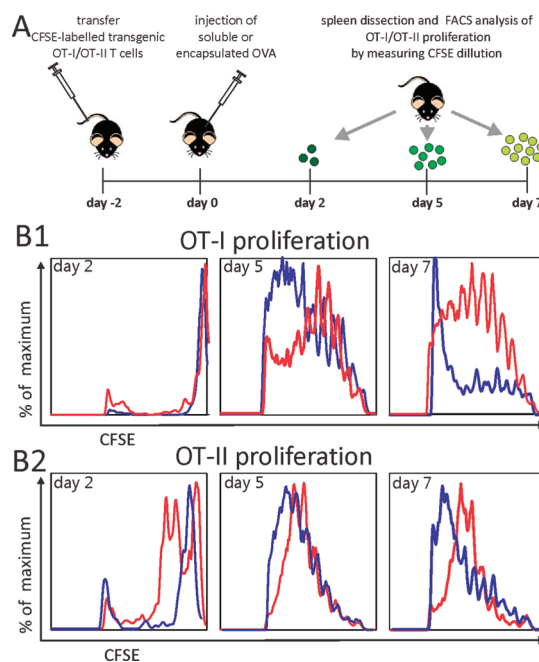 A
transfer
CFSE-labelled transgenic
OT-I/OT-II T cells
injection of
soluble or
encapsulated OVA
spleen dissection and FACS analysis of
OT-I/OT-II proliferation
by measuring CFSE dillution
day -2
day 0
day 2
day 5
day 7
B1
OT-I proliferation
day 2
day 5
day 7
% of maximum
CFSE
B2
OT-II proliferation
day 2
day 5
day 7
% of maximum
CFSE